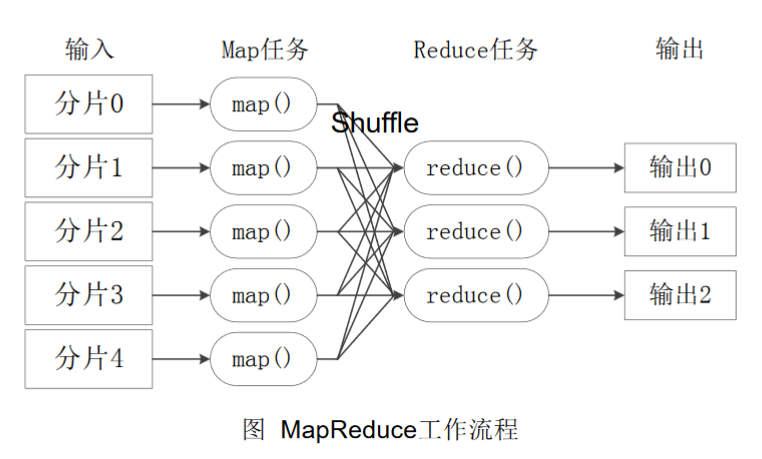 输入 Map任务 Reduce任务 输出
分片0 map()
Shuffle
分片1 map() reduce() 输出0
分片2 map() reduce() 输出1
分片3 map() reduce() 输出2
分片4 map()
图 MapReduce工作流程